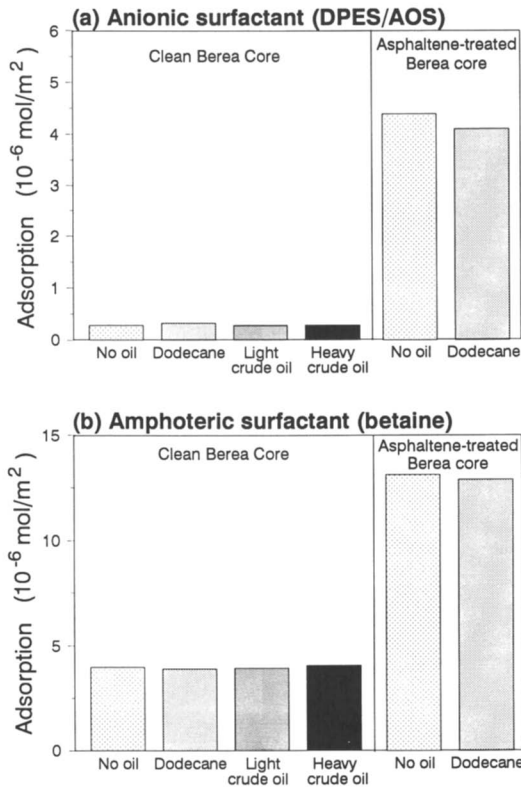 (a) Anionic surfactant (DPES/AOS)
Clean Berea Core
Asphaltene-treated
Berea core
Adsorption (10⁻⁶ mol/m²)
6
5
4
3
2
1
0
No oil Dodecane Light crude oil Heavy crude oil No oil Dodecane
(b) Amphoteric surfactant (betaine)
Clean Berea Core
Asphaltene-treated
Berea core
Adsorption (10⁻⁶ mol/m²)
15
10
5
0
No oil Dodecane Light crude oil Heavy crude oil No oil Dodecane